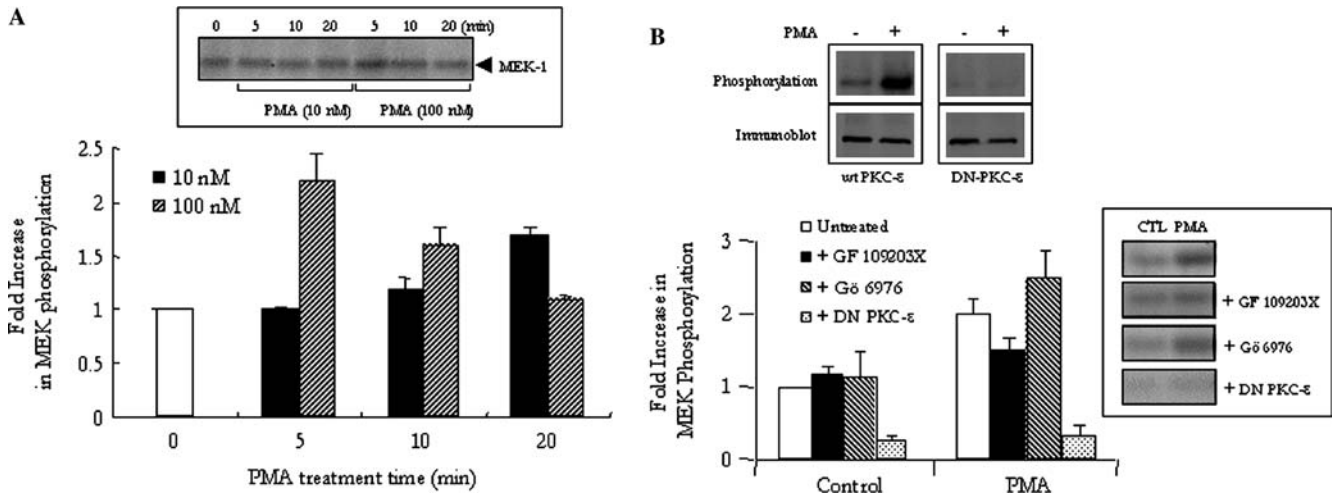 A
0 5 10 20 5 10 20 (min)
MEK-1
PMA (10 nM) PMA (100 nM)
Fold Increase
in MEK phosphorylation
2.5
2
1.5
1
0.5
0
10 nM
100 nM
0 5 10 20
PMA treatment time (min)
B
PMA - + - +
Phosphorylation
Immunoblot
wtPKC-ε DN-PKC-ε
Fold Increase in
MEK Phosphorylation
3
2
1
0
Untreated
+ GF 109203X
+ Gö 6976
+ DN PKC-ε
Control PMA
CTL PMA
+ GF 109203X
+ Gö 6976
+ DN PKC-ε